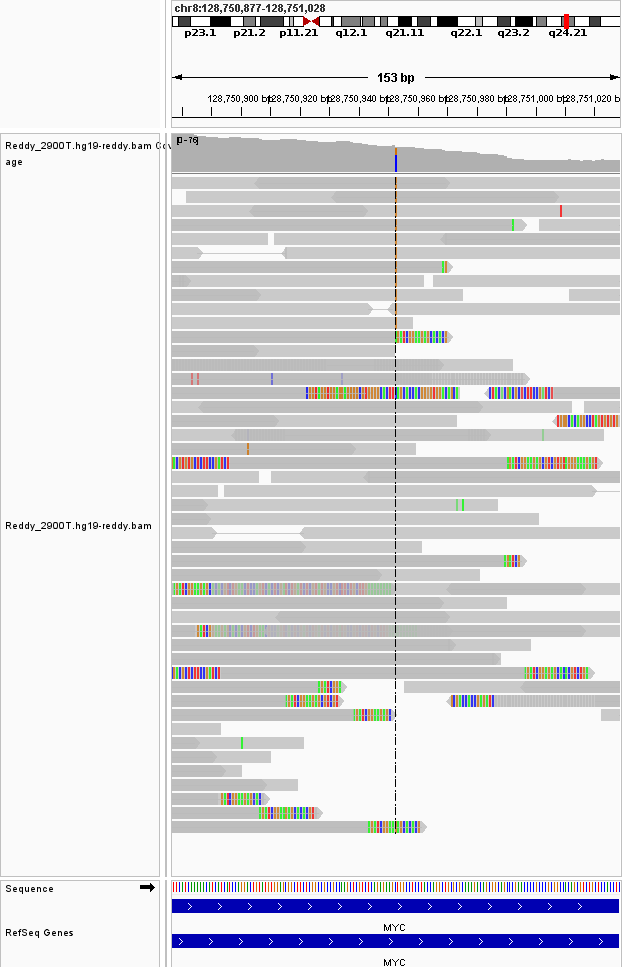 chr8:128,750,877-128,751,028
p23.1 p21.2 p11.21 q12.1 q21.11 q22.1 q23.2 q24.21
153 bp
128,750,900 bp 128,750,920 bp 128,750,940 bp 128,750,960 bp 128,750,980 bp 128,751,000 bp 128,751,020 bp
Reddy_2900T.hg19-reddy.bam Cov
age
Reddy_2900T.hg19-reddy.bam
Sequence
MYC
RefSeq Genes
MYC